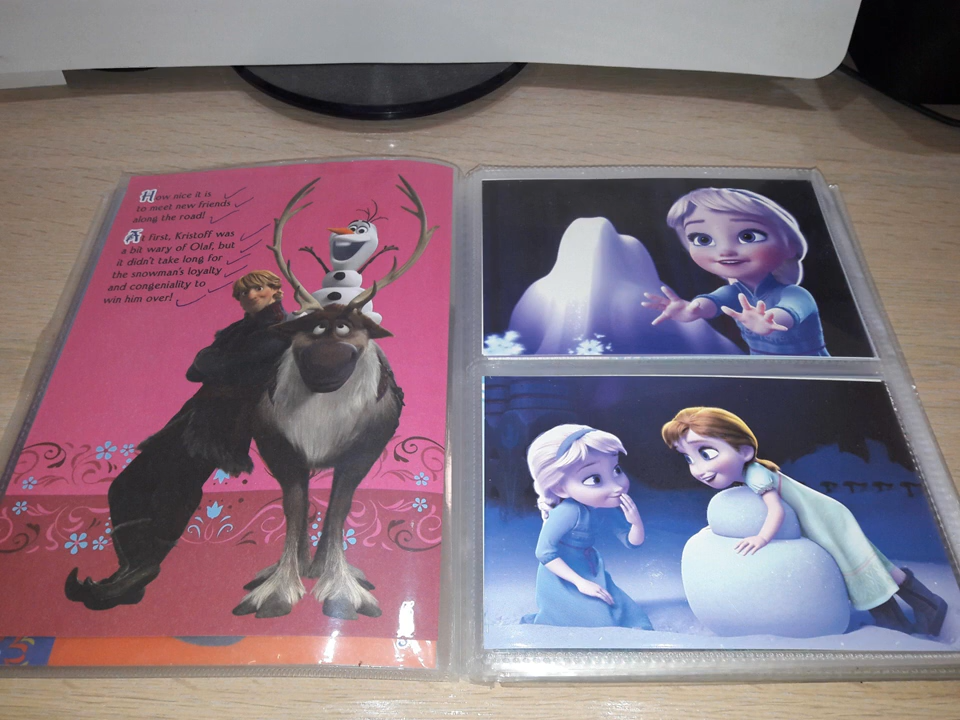 How nice it is
to meet new friends
along the road!
At first, Kristoff was
a bit wary of Olaf, but
it didn't take long for
the snowman's loyalty
and congeniality to
win him over!